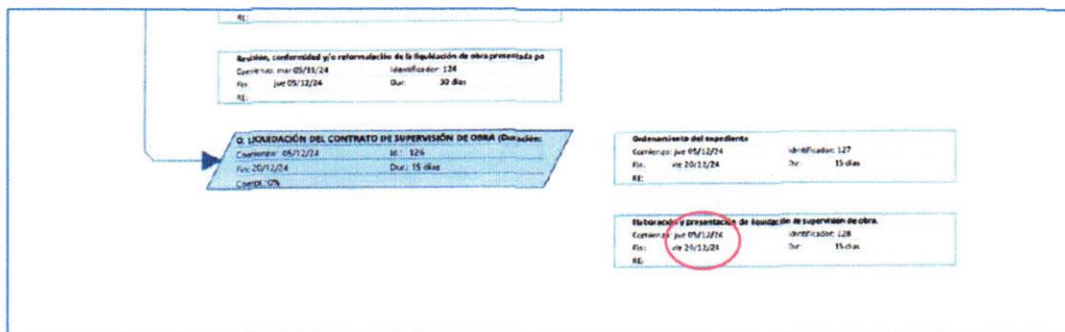 RE:
Revisión, conformidad y/o reformulación de la liquidación de obra presentada po
Comienzo: mar 05/11/24 Identificador: 124
Fin: jue 05/12/24 Dur: 30 días
RE:
O. LIQUIDACIÓN DEL CONTRATO DE SUPERVISIÓN DE OBRA (Duración:
Comienzo: 05/12/24 Id.: 126
Fin: 20/12/24 Dur.: 15 días
Compl.: 0%
Ordenamiento del expediente
Comienzo: jue 05/12/24 Identificador: 127
Fin: vie 20/12/24 Dur: 15 días
RE:
Elaboración y presentación de liquidación de supervisión de obra.
Comienzo: jue 05/12/24 Identificador: 128
Fin: vie 20/12/24 Dur: 15 días
RE: